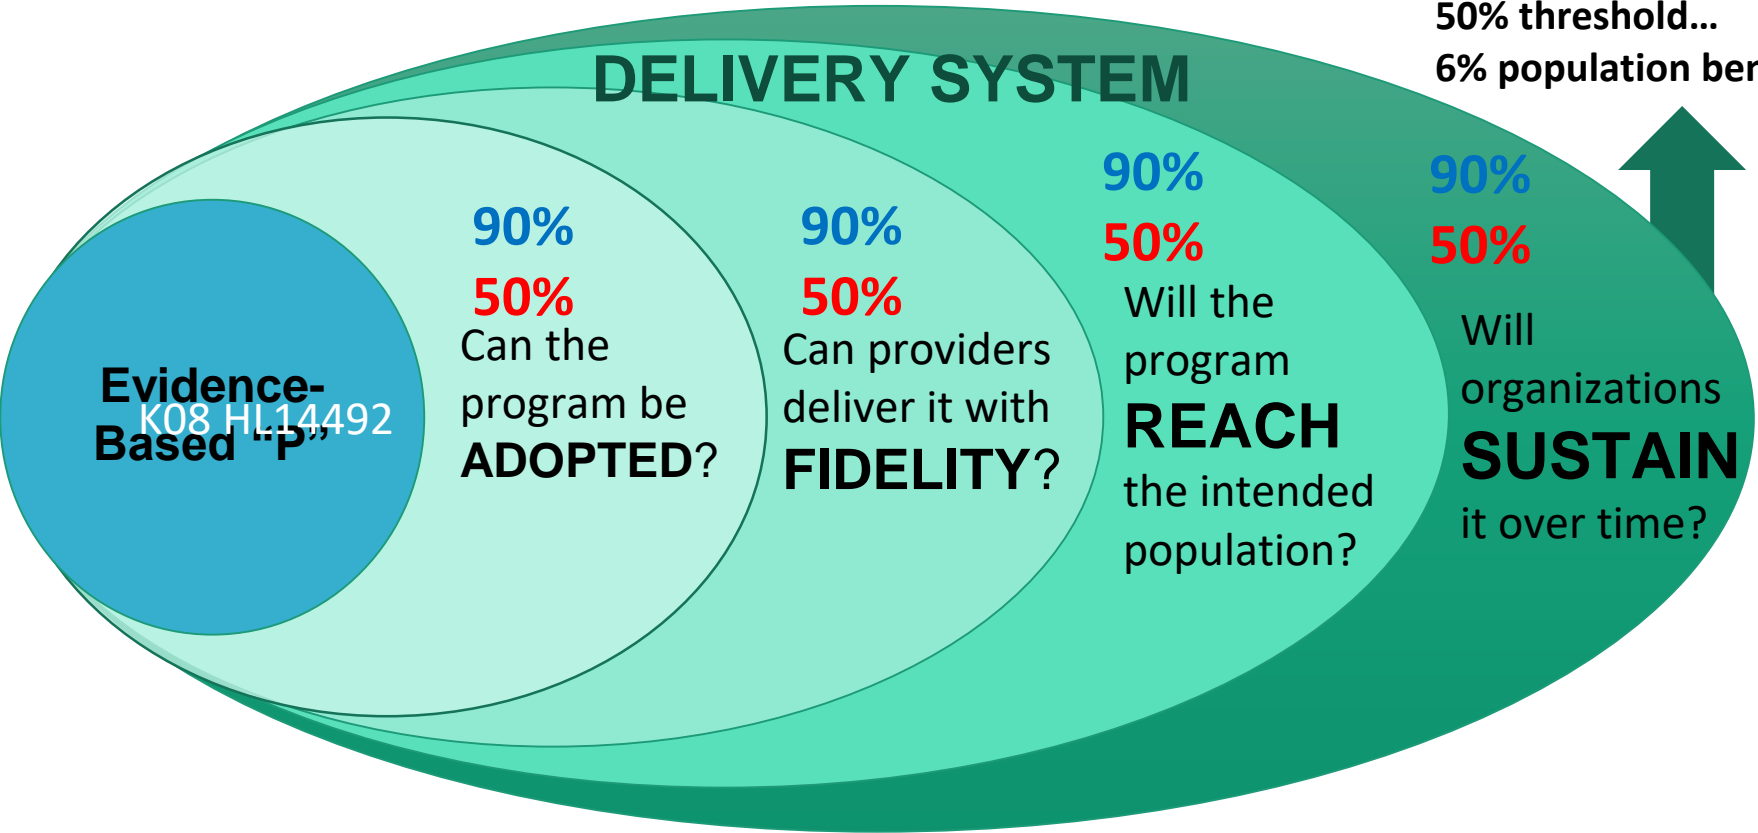 50% threshold…
6% population
DELIVERY SYSTEM
Evidence-
Based “P”
K08 HL14492
90%
50%
Can the
program be
ADOPTED?
90%
50%
Can providers
deliver it with
FIDELITY?
90%
50%
Will the
program
REACH
the intended
population?
90%
50%
Will
organizations
SUSTAIN
it over time?